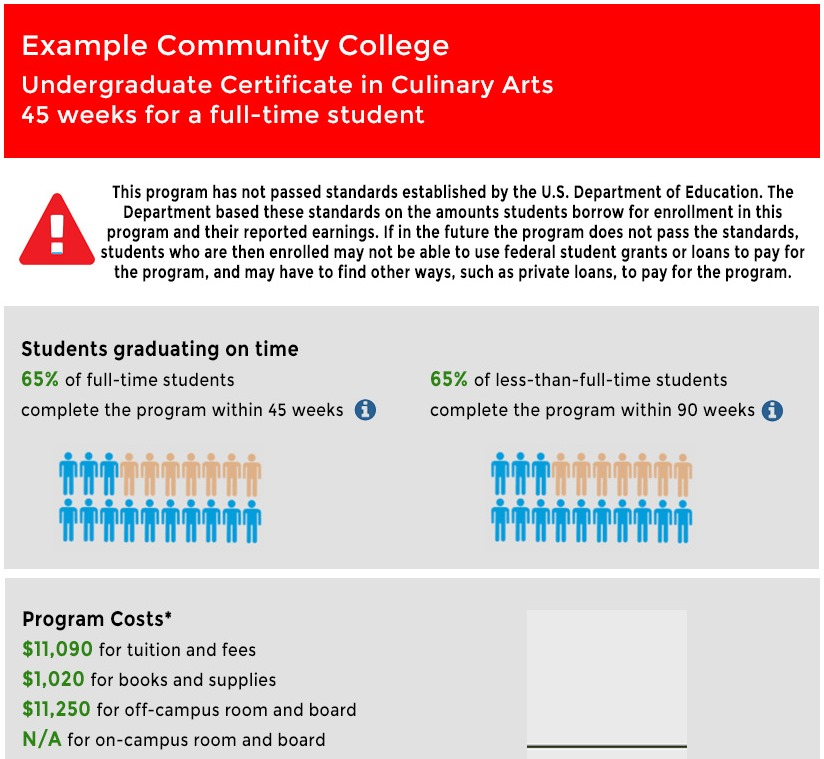 Example Community College
Undergraduate Certificate in Culinary Arts
45 weeks for a full-time student
This program has not passed standards established by the U.S. Department of Education. The
Department based these standards on the amounts students borrow for enrollment in this
program and their reported earnings. If in the future the program does not pass the standards,
students who are then enrolled may not be able to use federal student grants or loans to pay for
the program, and may have to find other ways, such as private loans, to pay for the program.
Students graduating on time
65% of full-time students
complete the program within 45 weeks
65% of less-than-full-time students
complete the program within 90 weeks
Program Costs*
$11,090 for tuition and fees
$1,020 for books and supplies
$11,250 for off-campus room and board
N/A for on-campus room and board